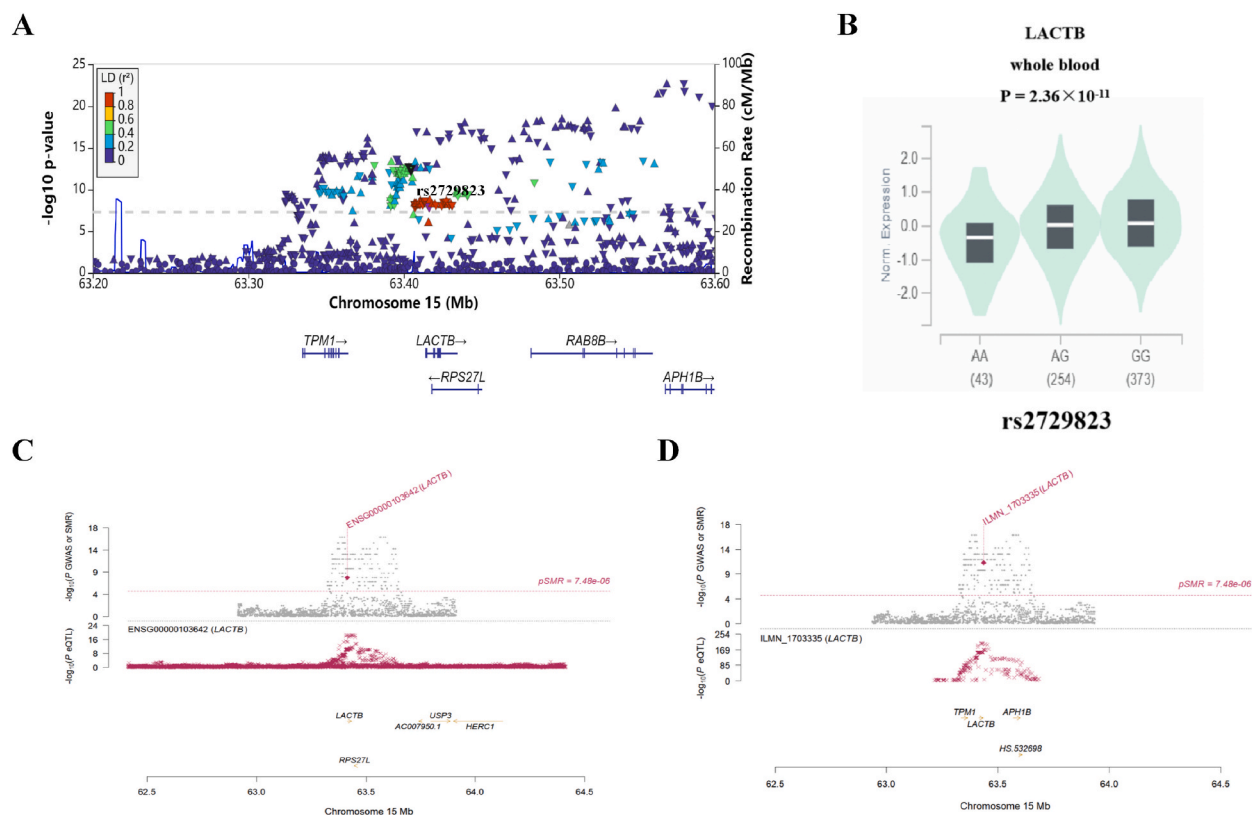 A
25
20
15
10
5
0
-log10 p-value
LD (r²)
1
0.8
0.6
0.4
0.2
0
rs2729823
100
80
60
40
20
0
Recombination Rate (cM/Mb)
63.20
63.30
63.40
63.50
63.60
Chromosome 15 (Mb)
TPM1→
LACTB→
RAB8B→
←RPS27L
APH1B→
B
LACTB
whole blood
P = 2.36×10⁻¹¹
Norm. Expression
2.0
1.0
0.0
-1.0
-2.0
AA
AG
GG
(43)
(254)
(373)
rs2729823
C
ENSG00000103642 (LACTB)
18
14
9
4
0
-log₁₀(P GWAS or SMR)
pSMR = 7.48e-06
ENSG00000103642 (LACTB)
24
16
8
0
-log₁₀(P eQTL)
LACTB
USP3
AC007950.1
HERC1
RPS27L
62.5
63.0
63.5
64.0
64.5
Chromosome 15 Mb
D
ILMN_1703335 (LACTB)
18
14
9
4
0
-log₁₀(P GWAS or SMR)
pSMR = 7.48e-06
ILMN_1703335 (LACTB)
254
169
85
0
-log₁₀(P eQTL)
TPM1
APH1B
LACTB
HS.532698
62.5
63.0
63.5
64.0
64.5
Chromosome 15 Mb